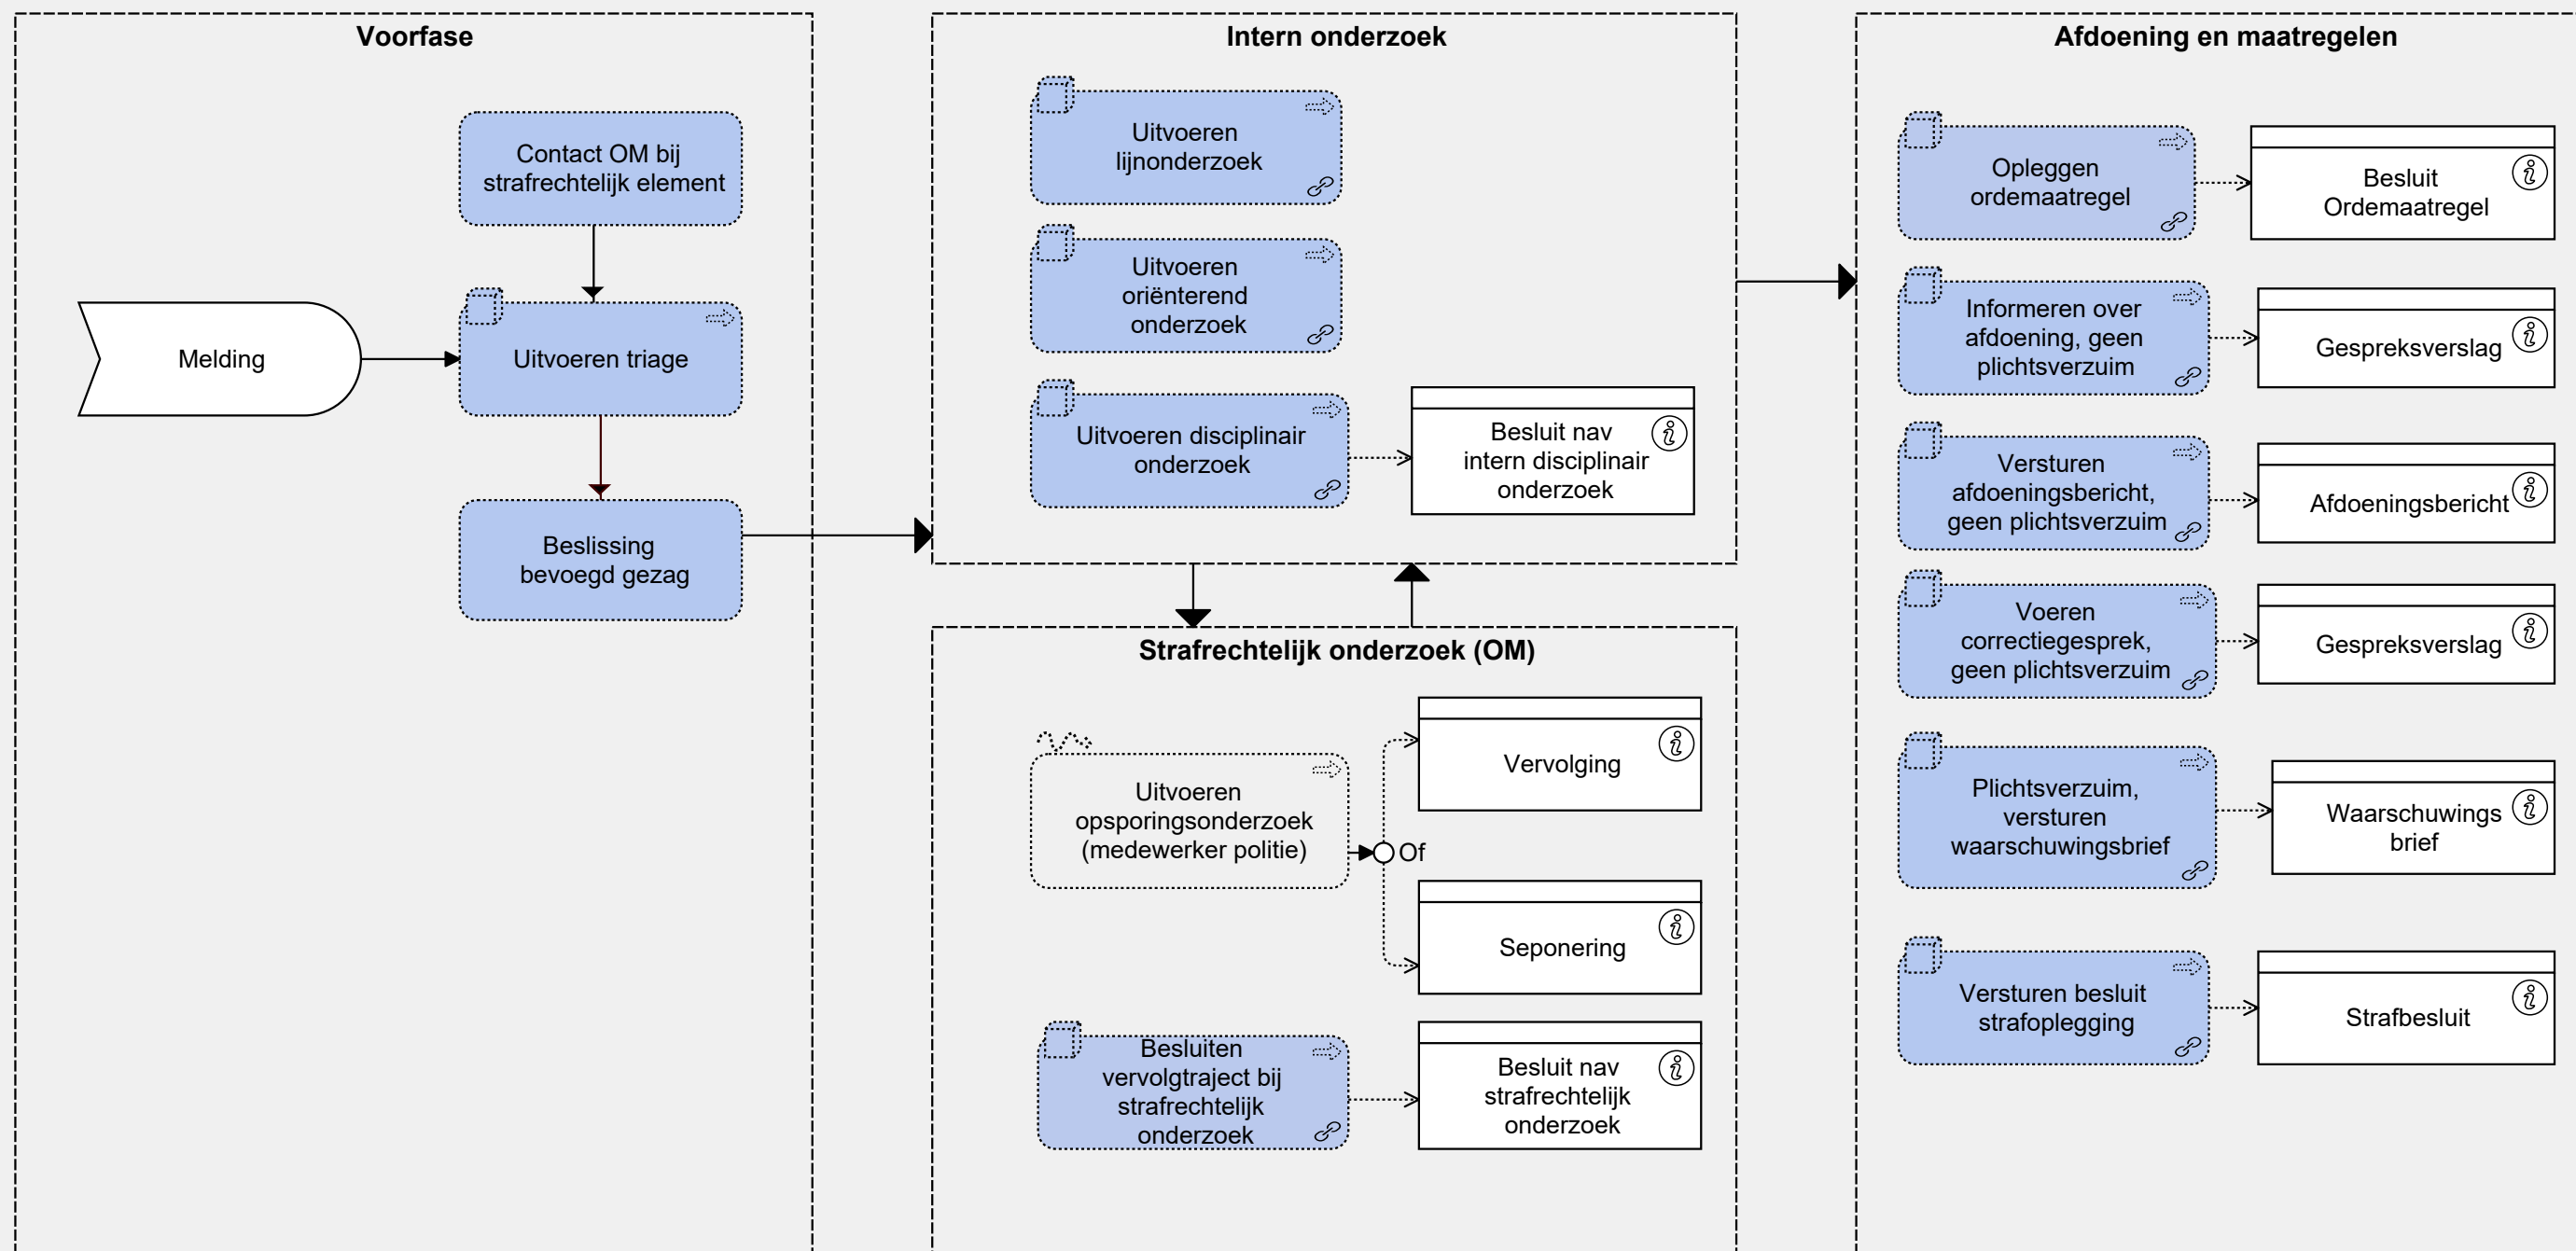 Voorfase
Contact OM bij
strafrechtelijk element
Melding
Uitvoeren triage
Beslissing
bevoegd gezag
Intern onderzoek
Uitvoeren
lijnonderzoek
Uitvoeren
oriënterend
onderzoek
Uitvoeren disciplinair
onderzoek
Besluit nav
intern disciplinair
onderzoek
Strafrechtelijk onderzoek (OM)
Uitvoeren
opsporingsonderzoek
(medewerker politie)
Of
Vervolging
Seponering
Besluiten
vervolgtraject bij
strafrechtelijk
onderzoek
Besluit nav
strafrechtelijk
onderzoek
Afdoening en maatregelen
Opleggen
ordemaatregel
Besluit
Ordemaatregel
Informeren over
afdoening, geen
plichtsverzuim
Gespreksverslag
Versturen
afdoeningsbericht,
geen plichtsverzuim
Afdoeningsbericht
Voeren
correctiegesprek,
geen plichtsverzuim
Gespreksverslag
Plichtsverzuim,
versturen
waarschuwingsbrief
Waarschuwings
brief
Versturen besluit
strafoplegging
Strafbesluit